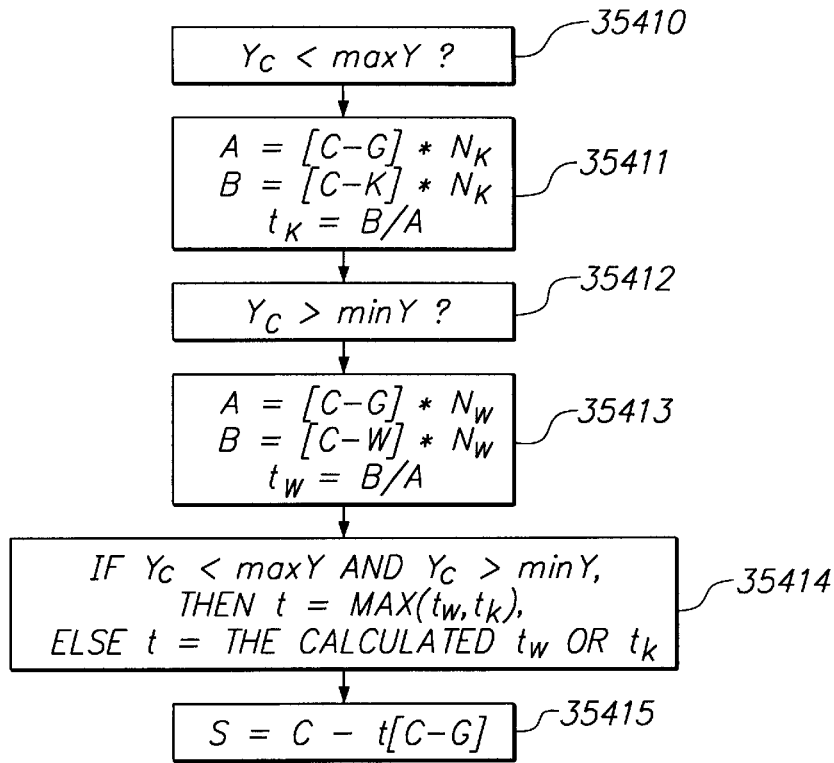 35410
Y_C < maxY ?
A = [C-G] * N_K
B = [C-K] * N_K
t_K = B/A
35411
35412
Y_C > minY ?
A = [C-G] * N_W
B = [C-W] * N_W
t_W = B/A
35413
IF Y_C < maxY AND Y_C > minY,
THEN t = MAX(t_W,t_k),
ELSE t = THE CALCULATED t_W OR t_k
35414
S = C - t[C-G]
35415